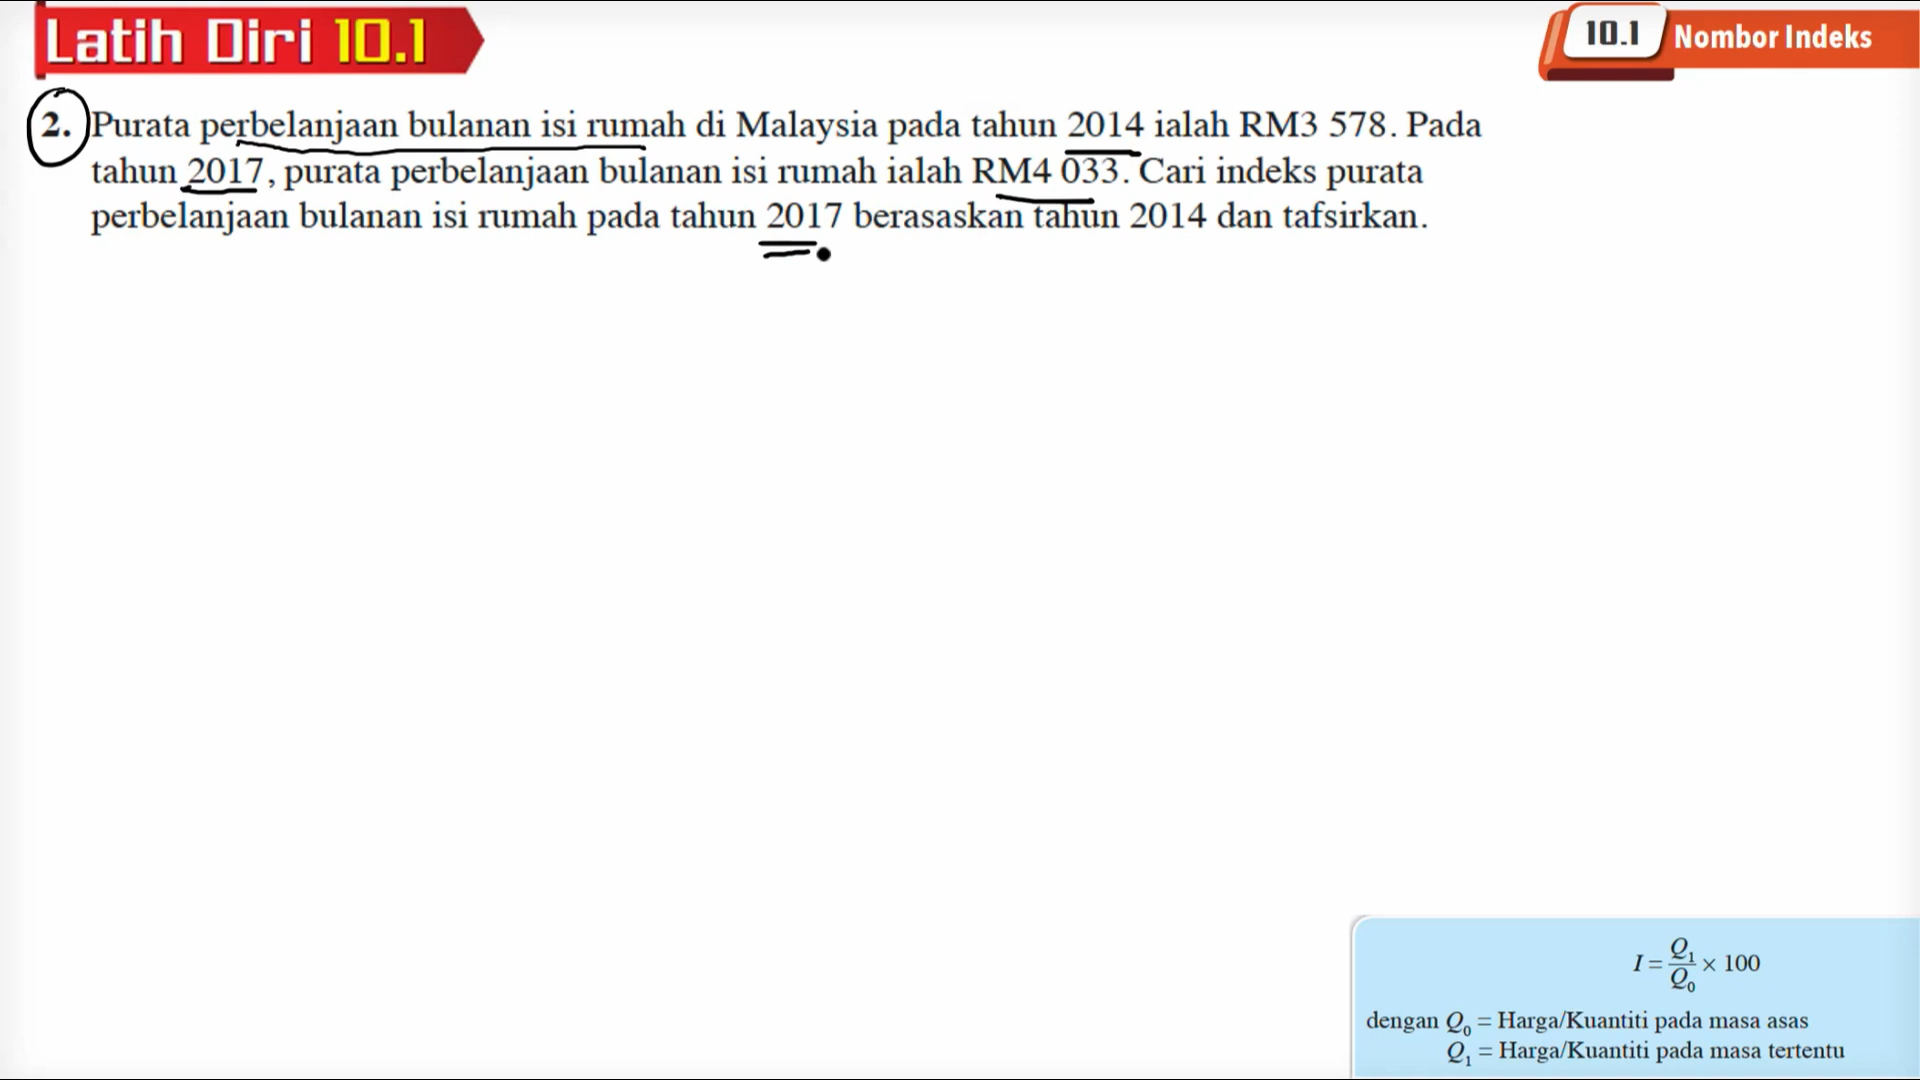 Latih Diri 10.1
10.1 Nombor Indeks
2. Purata perbelanjaan bulanan isi rumah di Malaysia pada tahun 2014 ialah RM3 578. Pada
tahun 2017, purata perbelanjaan bulanan isi rumah ialah RM4 033. Cari indeks purata
perbelanjaan bulanan isi rumah pada tahun 2017 berasaskan tahun 2014 dan tafsirkan.
I = Q₁/Q₀ × 100
dengan Q₀ = Harga/Kuantiti pada masa asas
Q₁ = Harga/Kuantiti pada masa tertentu